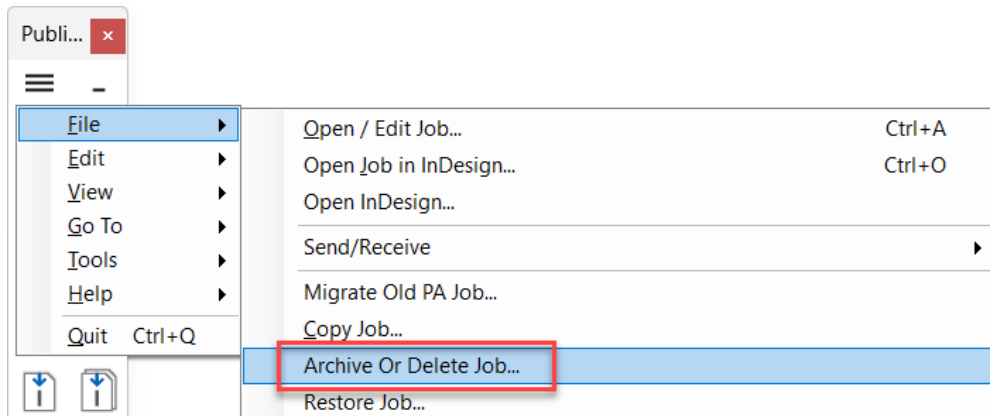 Publi...
File
Edit
View
Go To
Tools
Help
Quit Ctrl+Q
Open / Edit Job... Ctrl+A
Open Job in InDesign... Ctrl+O
Open InDesign...
Send/Receive
Migrate Old PA Job...
Copy Job...
Archive Or Delete Job...
Restore Job...